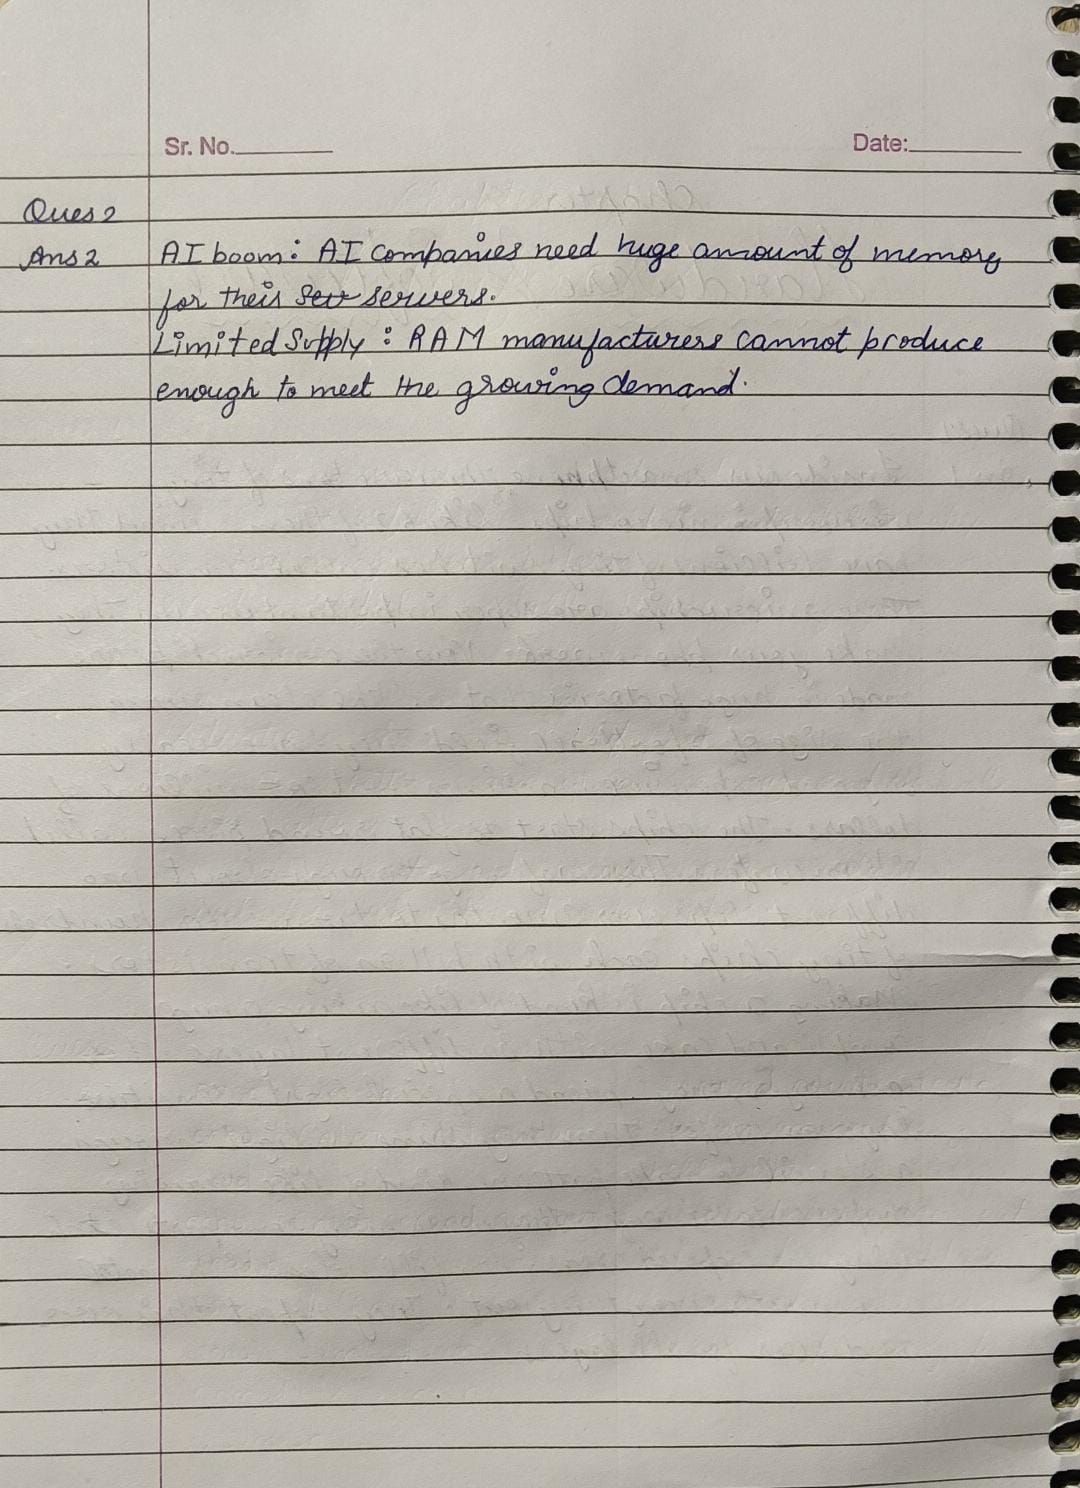 Sr. No.
Date:
Ques 2
Ans 2 AI boom: AI Companies need huge amount of memory
for their servers.
Limited Supply: RAM manufacturers cannot produce
enough to meet the growing demand.